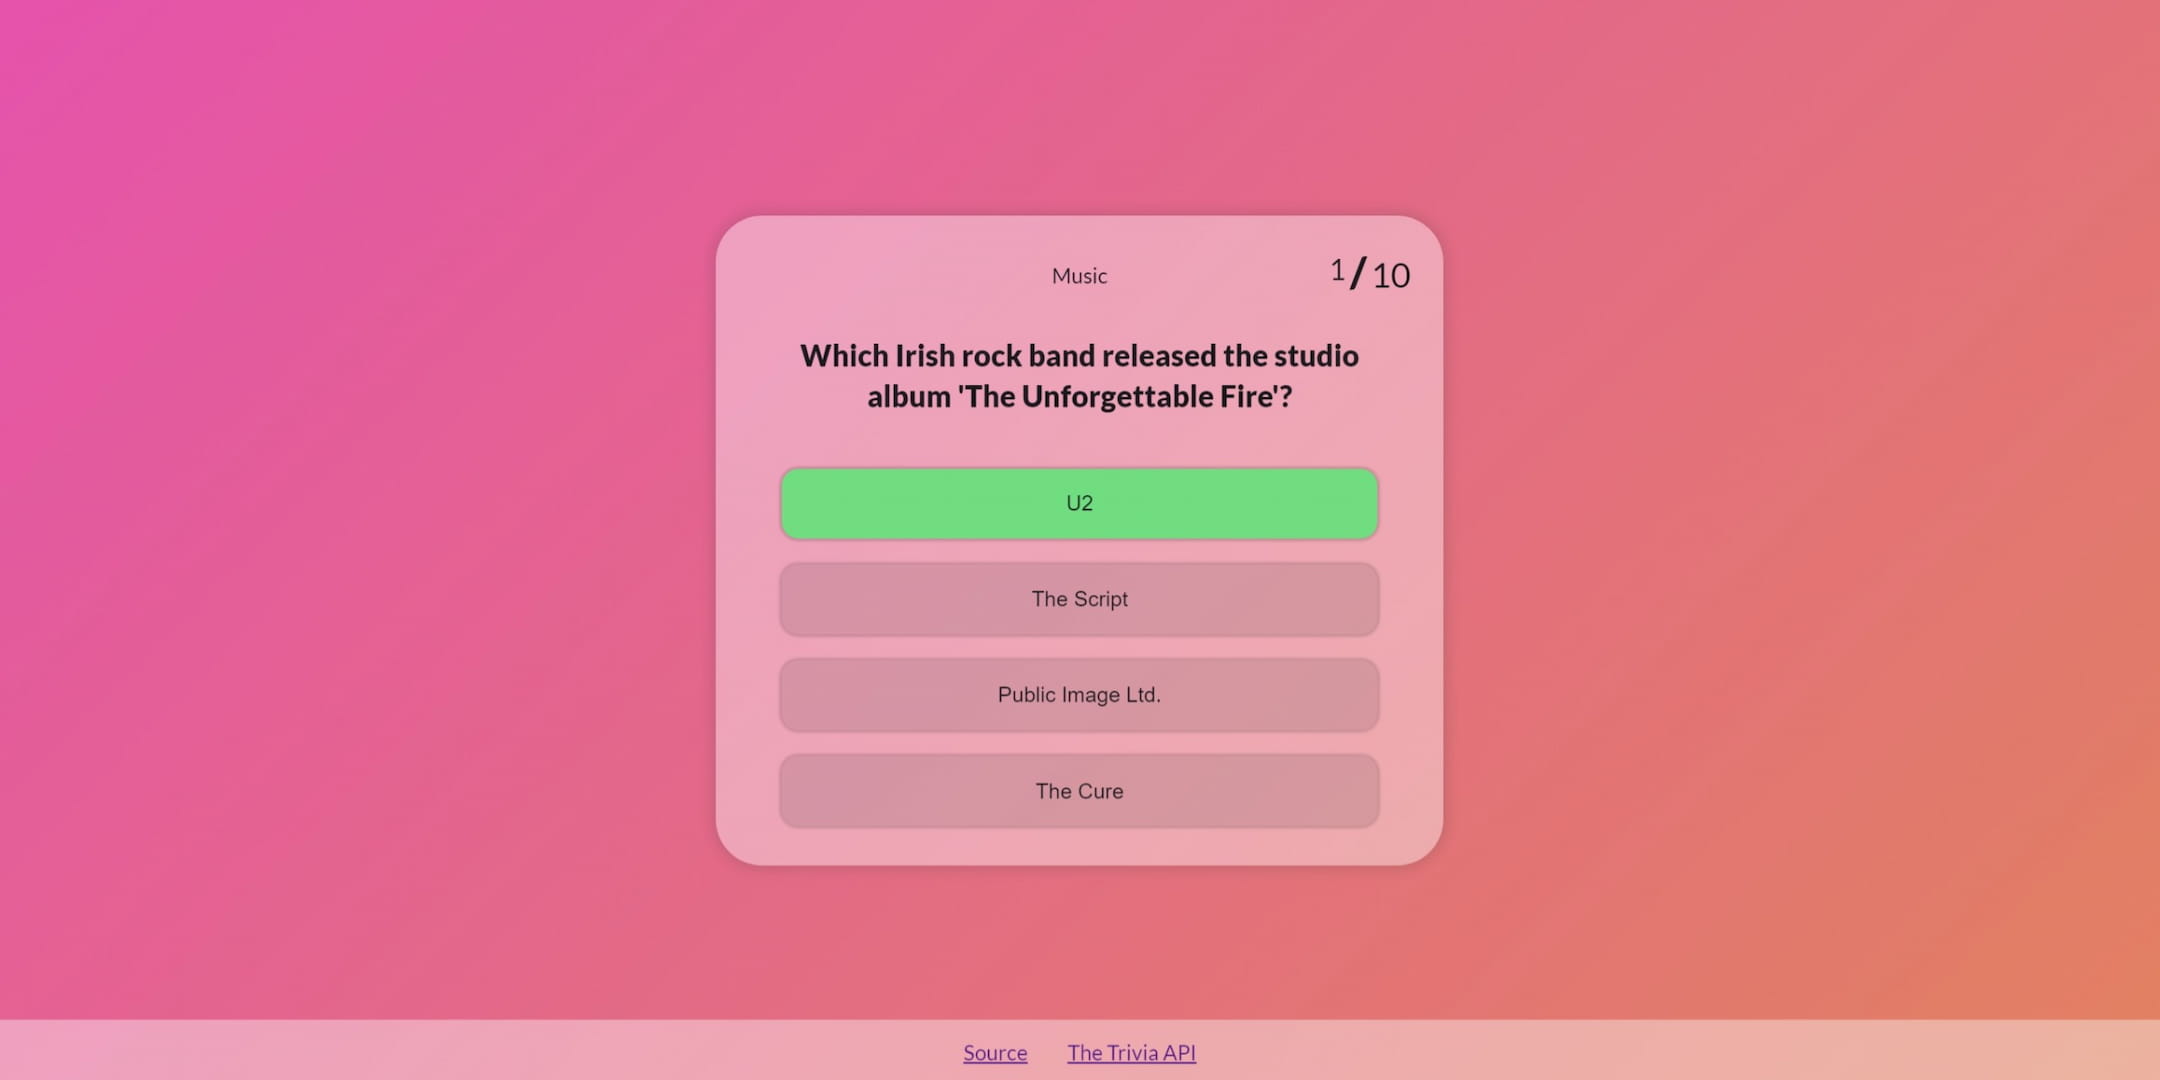 Music
1/10
Which Irish rock band released the studio
album 'The Unforgettable Fire'?
U2
The Script
Public Image Ltd.
The Cure
Source
The Trivia API